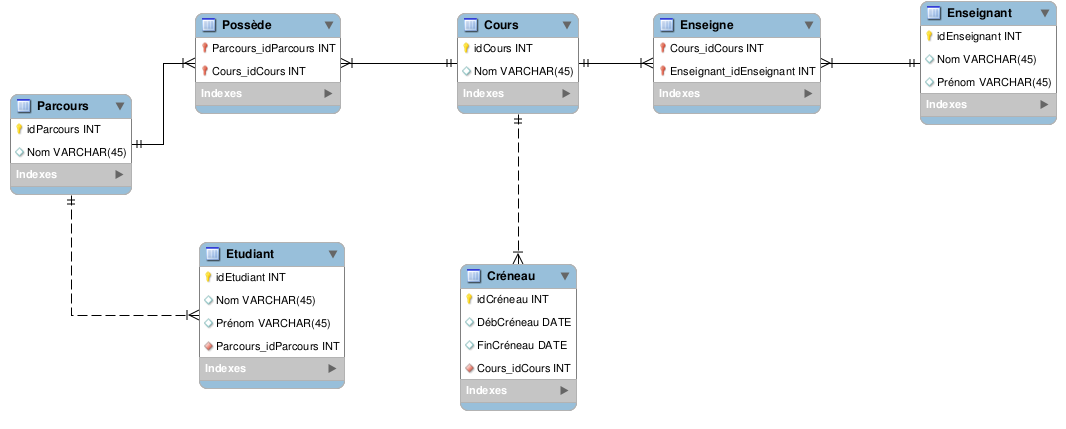 Possède
Parcours_idParcours INT
Cours_idCours INT
Indexes
Cours
idCours INT
Nom VARCHAR(45)
Indexes
Enseigne
Cours_idCours INT
Enseignant_idEnseignant INT
Indexes
Enseignant
idEnseignant INT
Nom VARCHAR(45)
Prénom VARCHAR(45)
Indexes
Parcours
idParcours INT
Nom VARCHAR(45)
Indexes
Etudiant
idEtudiant INT
Nom VARCHAR(45)
Prénom VARCHAR(45)
Parcours_idParcours INT
Indexes
Créneau
idCréneau INT
DébCréneau DATE
FinCréneau DATE
Cours_idCours INT
Indexes